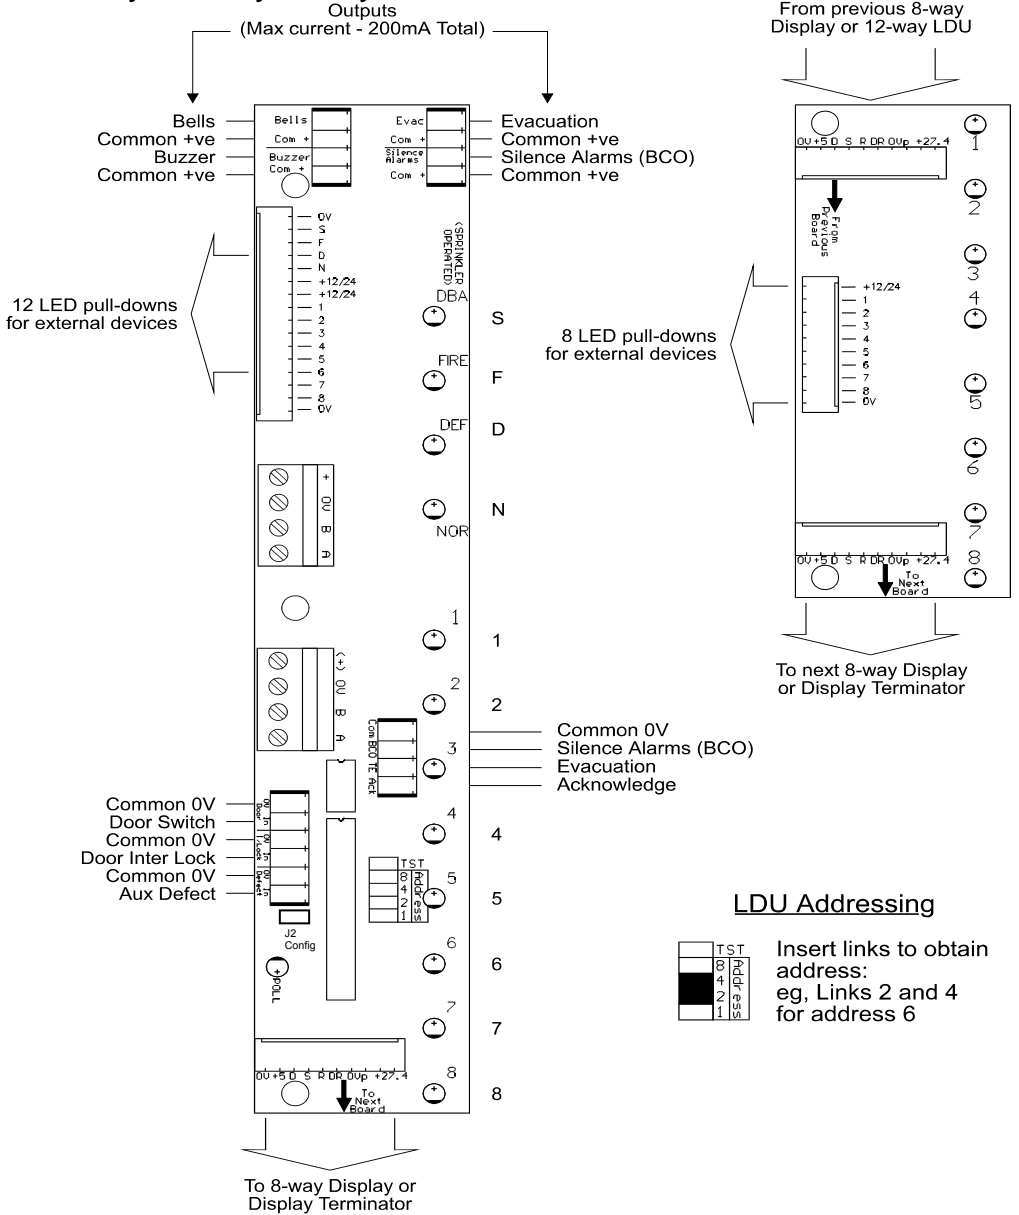 Outputs
(Max current - 200mA Total)
From previous 8-way
Display or 12-way LDU
Bells
Common +ve
Buzzer
Common +ve
Bells
Com +
Buzzer
Com +
Evac
Com +
Silence
Alarms
Com +
Evacuation
Common +ve
Silence Alarms (BCO)
Common +ve
0V
S
F
D
N
+12/24
+12/24
1
2
3
4
5
6
7
8
0V
12 LED pull-downs
for external devices
(SPRINKLER
OPERATED)
DBA
S
FIRE
F
DEF
D
N
NOR
+
0V
B
A
(+)
0V
B
A
1
1
2
2
3
4
4
5
5
6
6
7
7
8
8
Com BCO TE Ack
Common 0V
Silence Alarms (BCO)
Evacuation
Acknowledge
Common 0V
Door Switch
Common 0V
Door Inter Lock
Common 0V
Aux Defect
0V In
Door
0V In
I/Lock
0V In
Defect
J2
Config
POLL
TST
8
4
2
1
Address
0V +5 D S R DR 0Vp +27.4
To
Next
Board
To 8-way Display or
Display Terminator
0V +5 D S R DR 0Vp +27.4
From
Previous
Board
+12/24
1
2
3
4
5
6
7
8
0V
8 LED pull-downs
for external devices
1
2
3
4
5
6
7
8
0V +5 D S R DR 0Vp +27.4
To
Next
Board
To next 8-way Display
or Display Terminator
LDU Addressing
TST
8
4
2
1
Address
Insert links to obtain
address:
eg, Links 2 and 4
for address 6